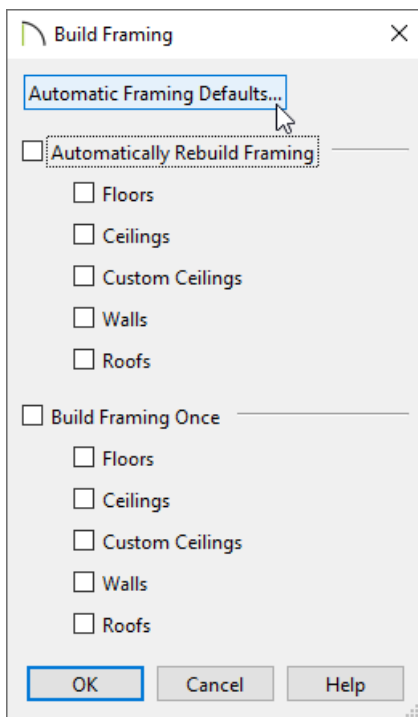 Build Framing
Automatic Framing Defaults...
Automatically Rebuild Framing
Floors
Ceilings
Custom Ceilings
Walls
Roofs
Build Framing Once
Floors
Ceilings
Custom Ceilings
Walls
Roofs
OK Cancel Help